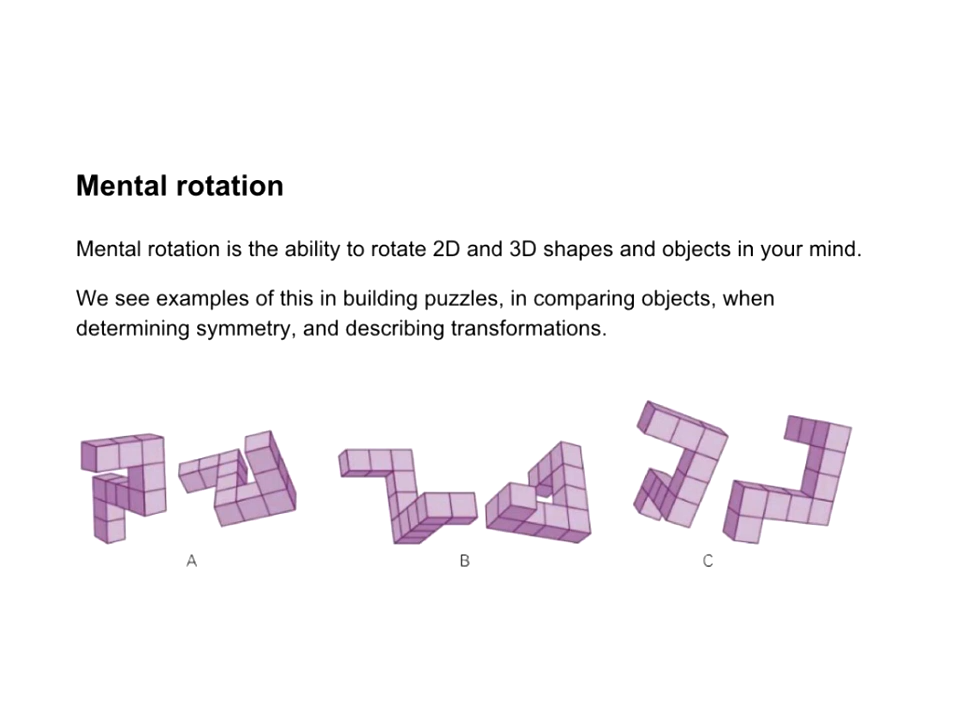 Mental rotation
Mental rotation is the ability to rotate 2D and 3D shapes and objects in your mind.
We see examples of this in building puzzles, in comparing objects, when
determining symmetry, and describing transformations.
A B C